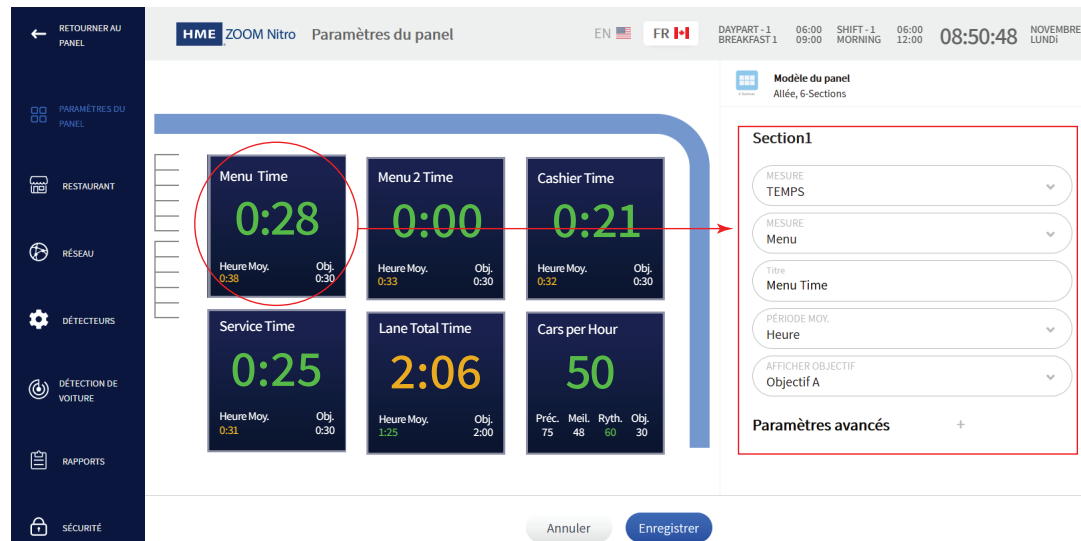 RETOURNER AU
PANEL
HME ZOOM Nitro Paramètres du panel
EN FR
DAYPART - 1 06:00 SHIFT - 1 06:00
BREAKFAST 1 09:00 MORNING 12:00
08:50:48
NOVEMBRE
LUNDi
PARAMÈTRES DU
PANEL
RESTAURANT
RÉSEAU
DÉTECTEURS
DÉTECTION DE
VOITURE
RAPPORTS
SÉCURITÉ
Menu Time
0:28
Heure Moy. Obj.
0:38 0:30
Menu 2 Time
0:00
Heure Moy. Obj.
0:33 0:30
Cashier Time
0:21
Heure Moy. Obj.
0:32 0:30
Service Time
0:25
Heure Moy. Obj.
0:31 0:30
Lane Total Time
2:06
Heure Moy. Obj.
1:25 2:00
Cars per Hour
50
Préc. Meil. Ryth. Obj.
75 48 60 30
Modèle du panel
Allée, 6-Sections
Section1
MESURE
TEMPS
MESURE
Menu
Titre
Menu Time
PÉRIODE MOY.
Heure
AFFICHER OBJECTIF
Objectif A
Paramètres avancés +
Annuler Enregistrer